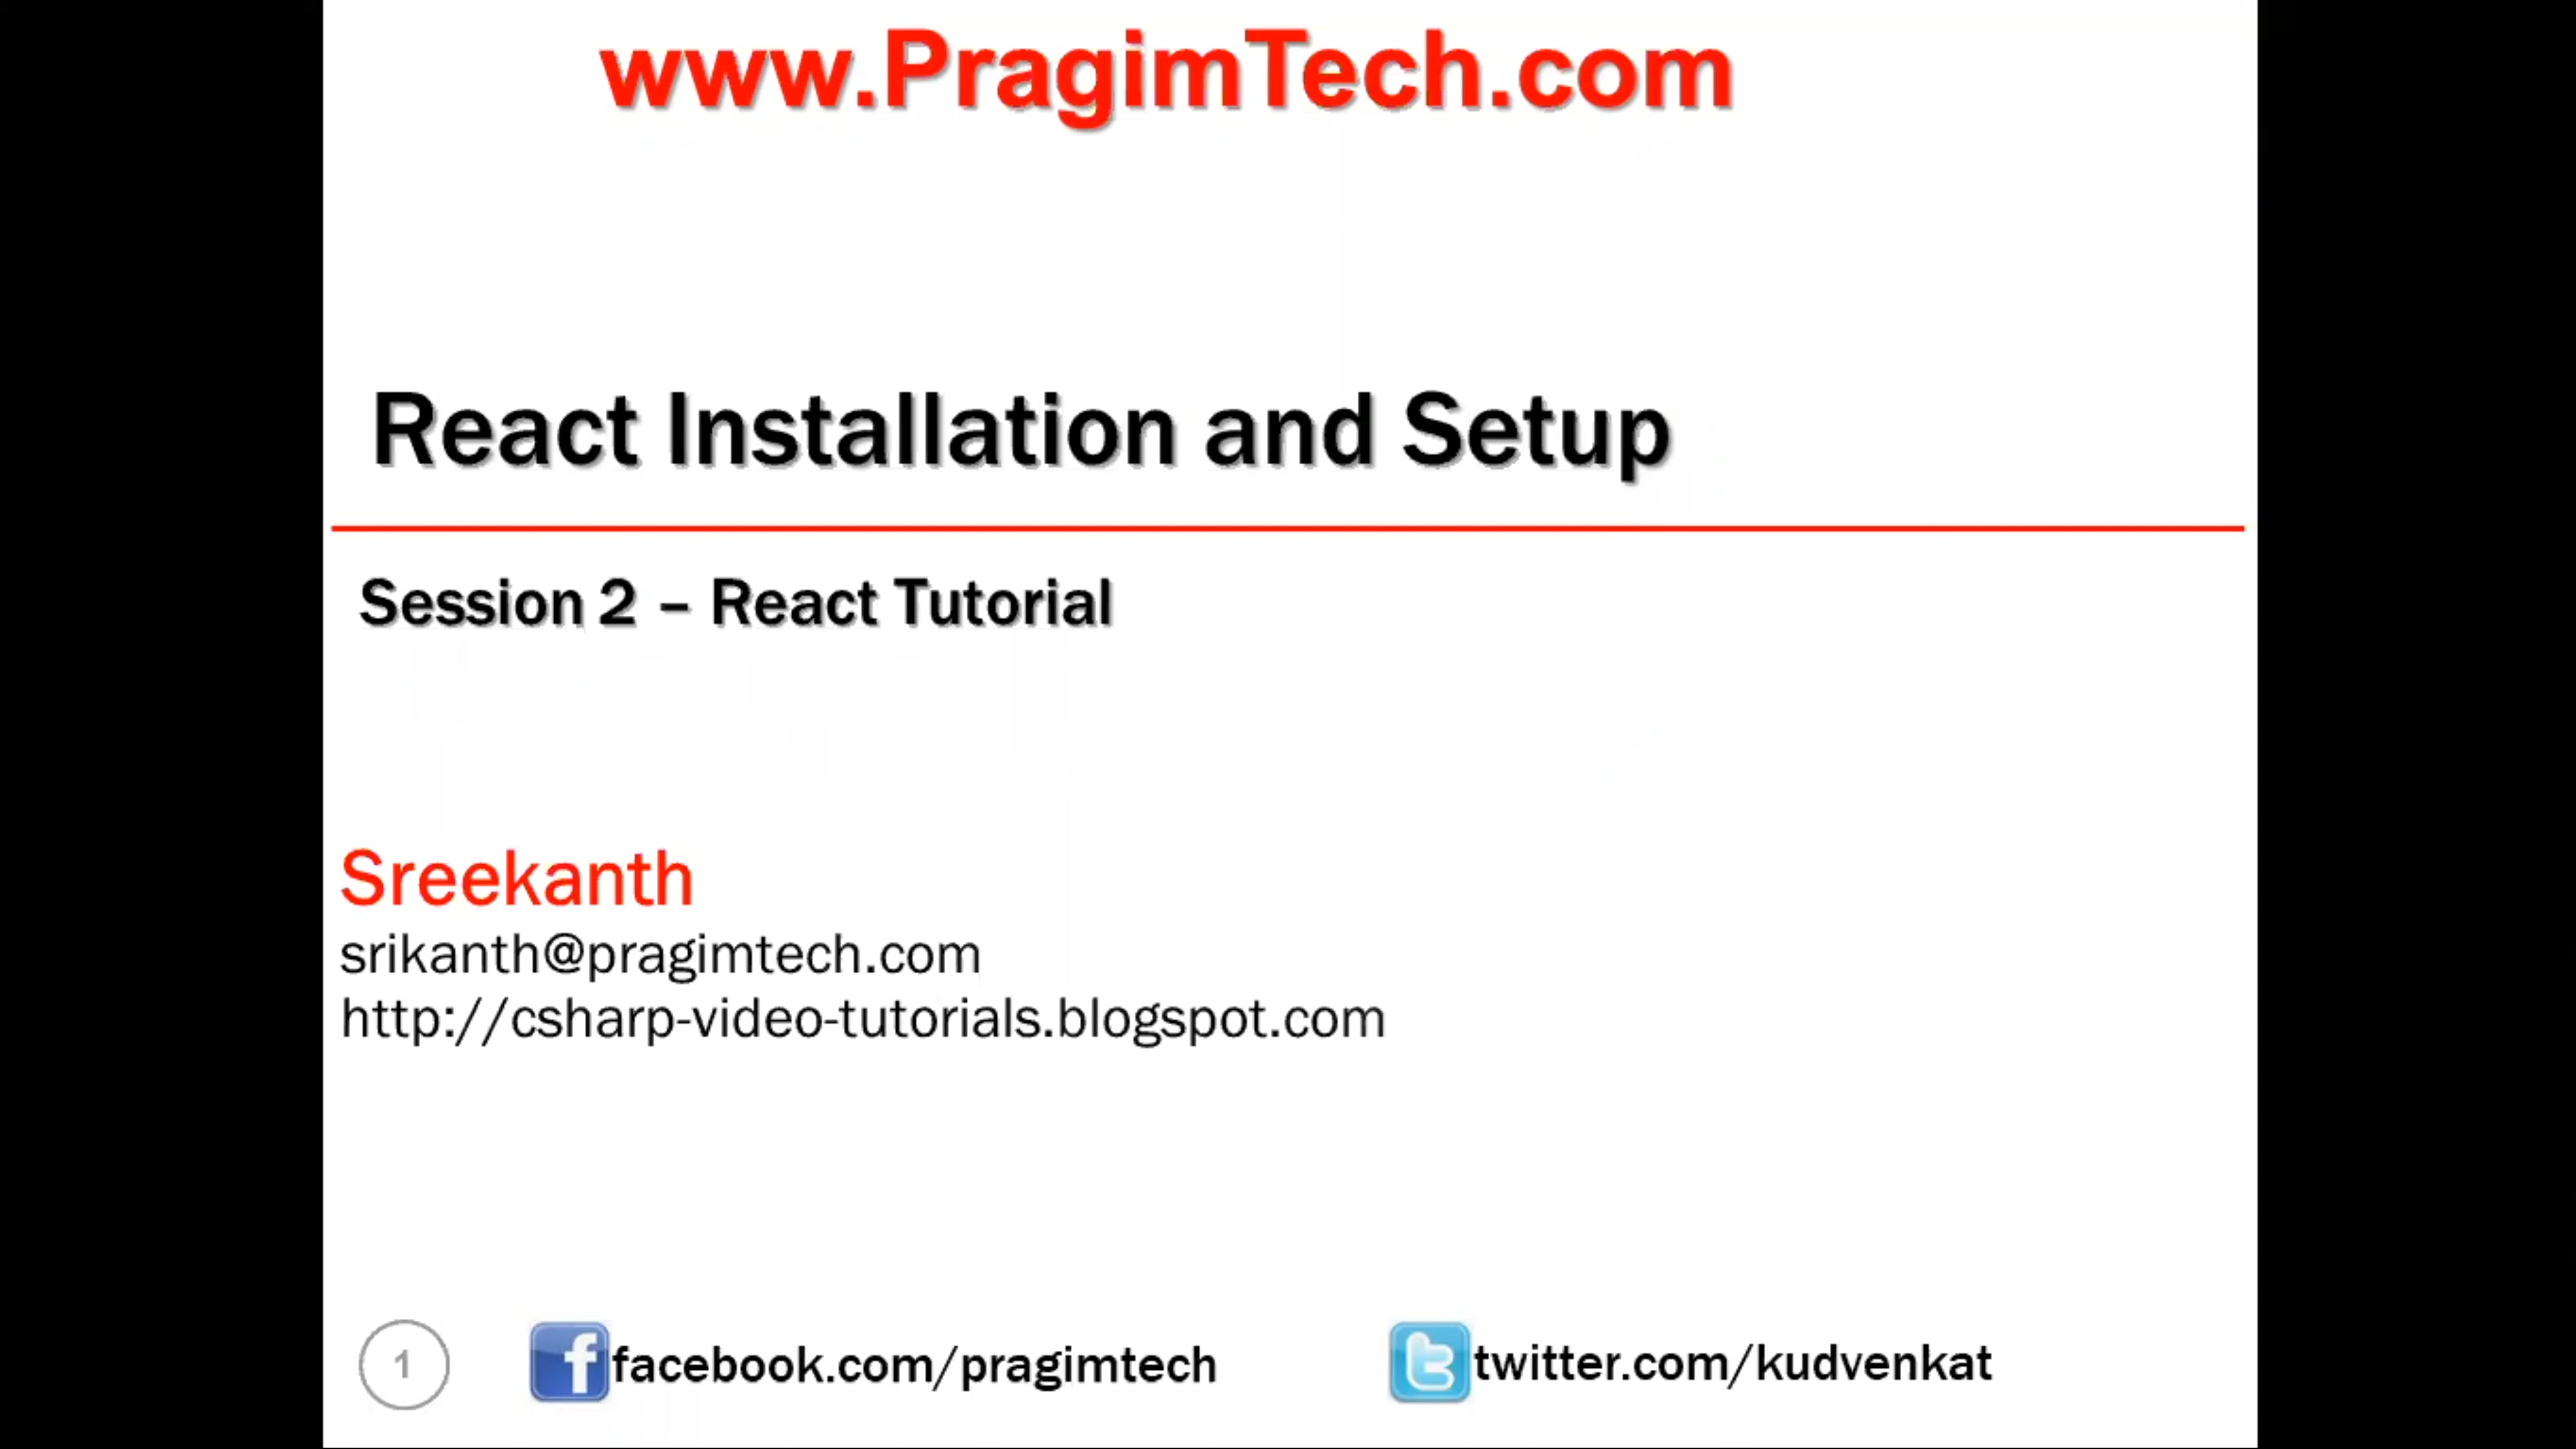 www.PragimTech.com
React Installation and Setup
Session 2 – React Tutorial
Sreekanth
srikanth@pragimtech.com
http://csharp-video-tutorials.blogspot.com
1
facebook.com/pragimtech
twitter.com/kudvenkat